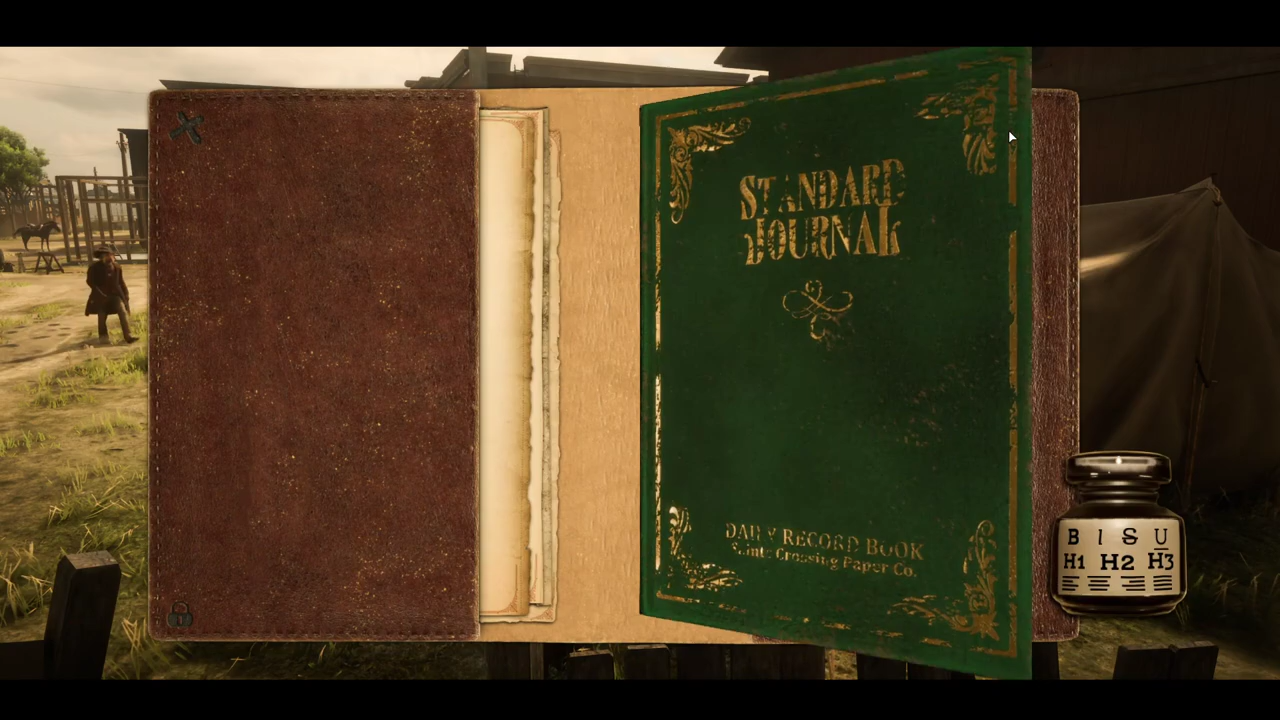 STANDARD
JOURNAL
DAILY RECORD BOOK
Sainte Crossing Paper Co.
B I S U
H1 H2 H3